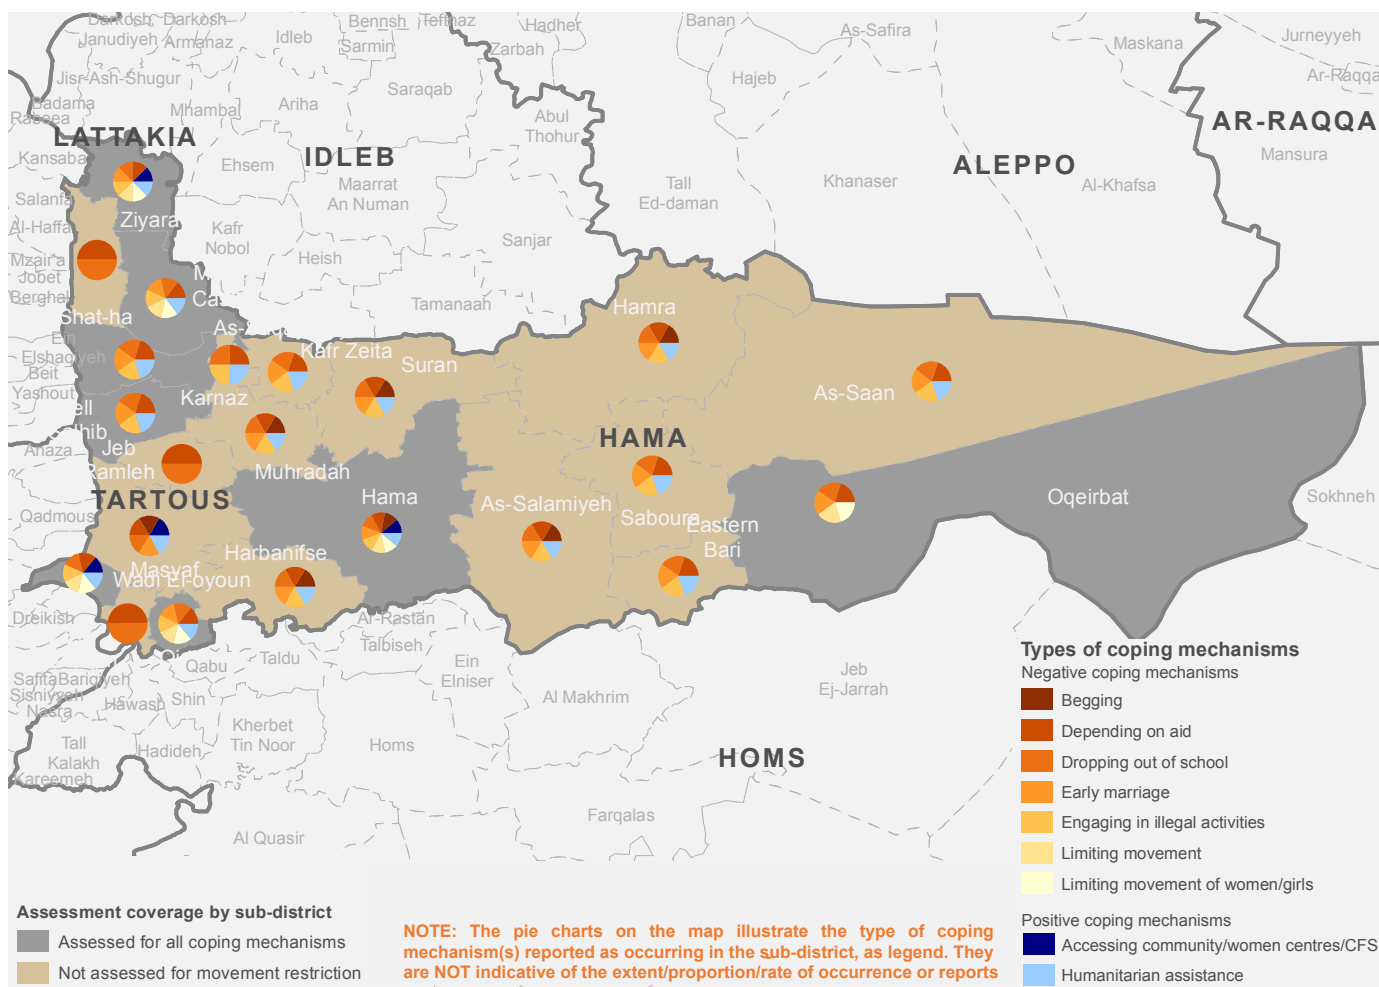 Darkosh
Darkosh
Bennsh
Teftnaz
Hadher
Banan
As-Safira
Janudiyeh
Armanaz
Idleb
Sarmin
Zarbah
Maskana
Jurneyyeh
Jisr-Ash-Shugur
Saraqab
Hajeb
Ar-Raqqa
Badama
Rabeea
Mhambal
Ariha
Abul
Thohur
AR-RAQQA
LATTAKIA
IDLEB
ALEPPO
Mansura
Kansaba
Ehsem
Maarrat
An Numan
Tall
Ed-daman
Khanaser
Al-Khafsa
Salanfa
Ziyara
Al-Haffa
Kafr
Nobol
Sanjar
Mzair'a
Jobet
Berghal
Heish
Tamanaah
Hamra
Shat-ha
As-Suqa
Kafr Zeita
Suran
Ein
Elshaqiyeh
Beit
Yashout
Karnaz
As-Saan
HAMA
Anaza
Jeb
Ramleh
Muhradah
Hama
As-Salamiyeh
Oqeirbat
Sokhneh
TARTOUS
Qadmous
Saboura
Eastern
Bari
Harbanifse
Masyaf
Wadi El-oyoun
Dreikish
Ar-Rastan
Talbiseh
Qabu
Taldu
Ein
Elniser
Jeb
Ej-Jarrah
Safita
Bariqiyeh
Sisniyyeh
Nasra
Hawash
Shin
Al Makhrim
Kherbet
Tin Noor
Tall
Kalakh
Hadideh
Homs
HOMS
Kareemeh
Farqalas
Al Quasir
Types of coping mechanisms
Negative coping mechanisms
Begging
Depending on aid
Dropping out of school
Early marriage
Engaging in illegal activities
Limiting movement
Limiting movement of women/girls
Positive coping mechanisms
Accessing community/women centres/CFS
Humanitarian assistance
Assessment coverage by sub-district
Assessed for all coping mechanisms
Not assessed for movement restriction
NOTE: The pie charts on the map illustrate the type of coping
mechanism(s) reported as occurring in the sub-district, as legend. They
are NOT indicative of the extent/proportion/rate of occurrence or reports